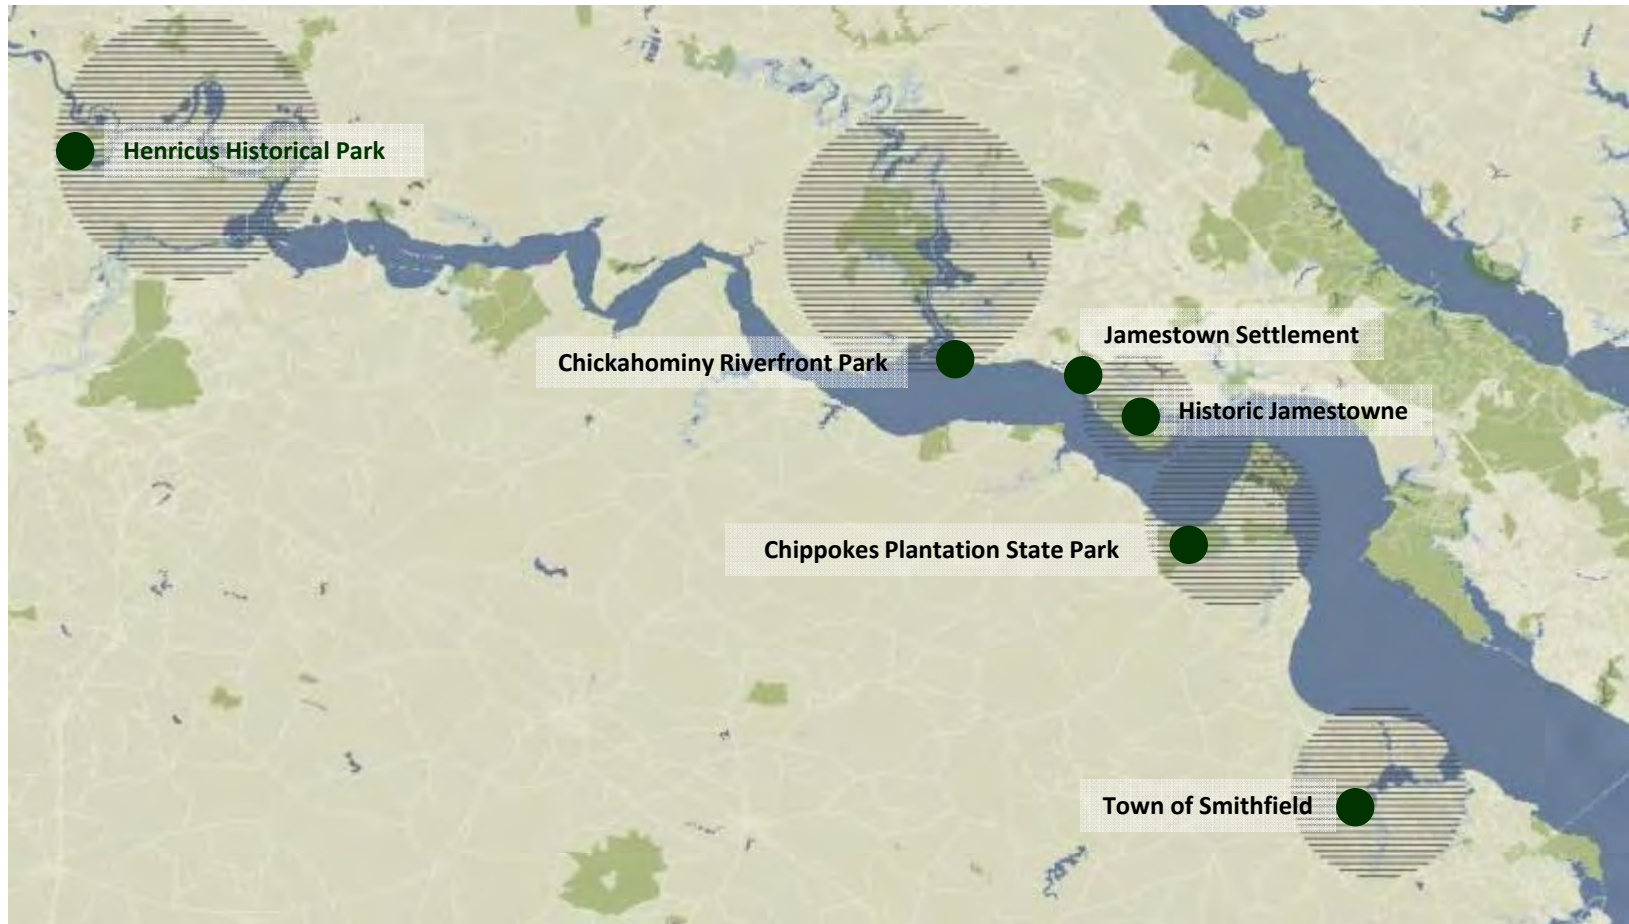 Henricus Historical Park
Jamestown Settlement
Chickahominy Riverfront Park
Historic Jamestowne
Chippokes Plantation State Park
Town of Smithfield